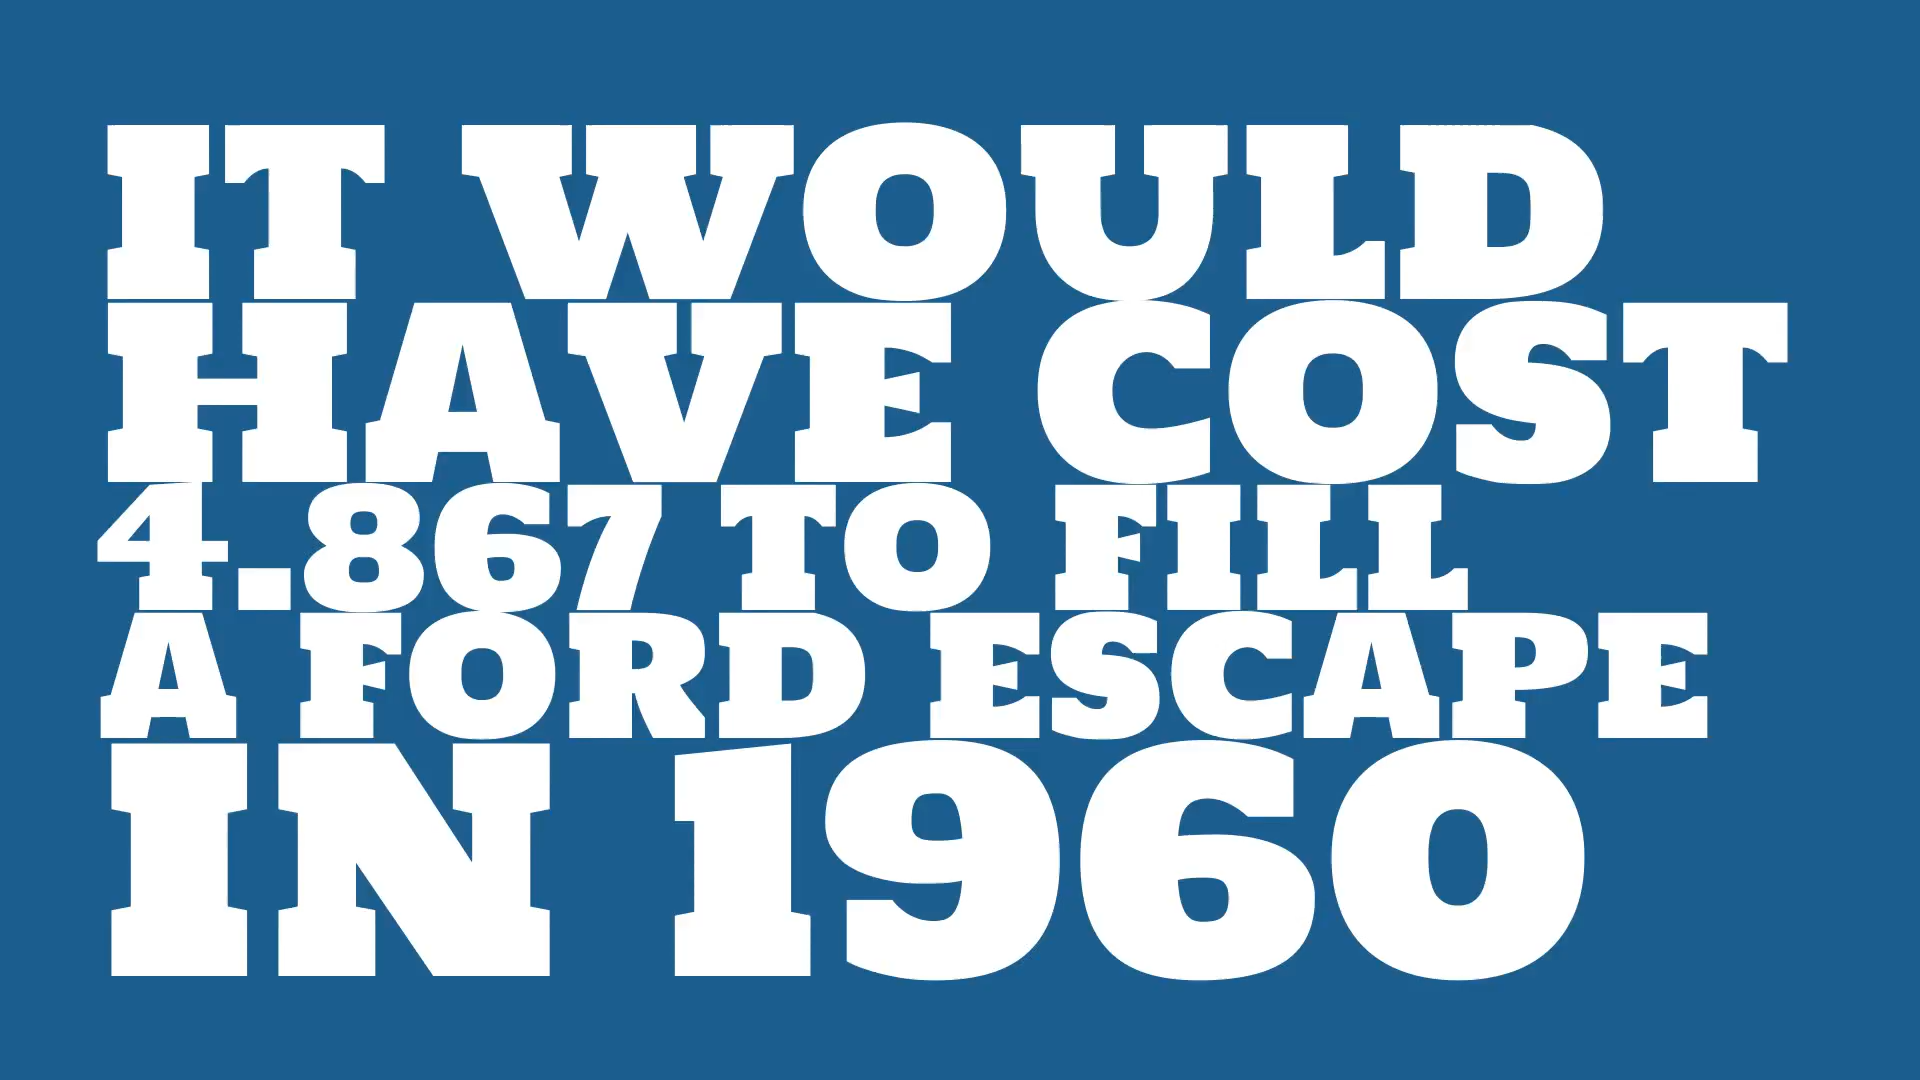 IT WOULD
HAVE COST
4.867 TO FILL
A FORD ESCAPE
IN 1960